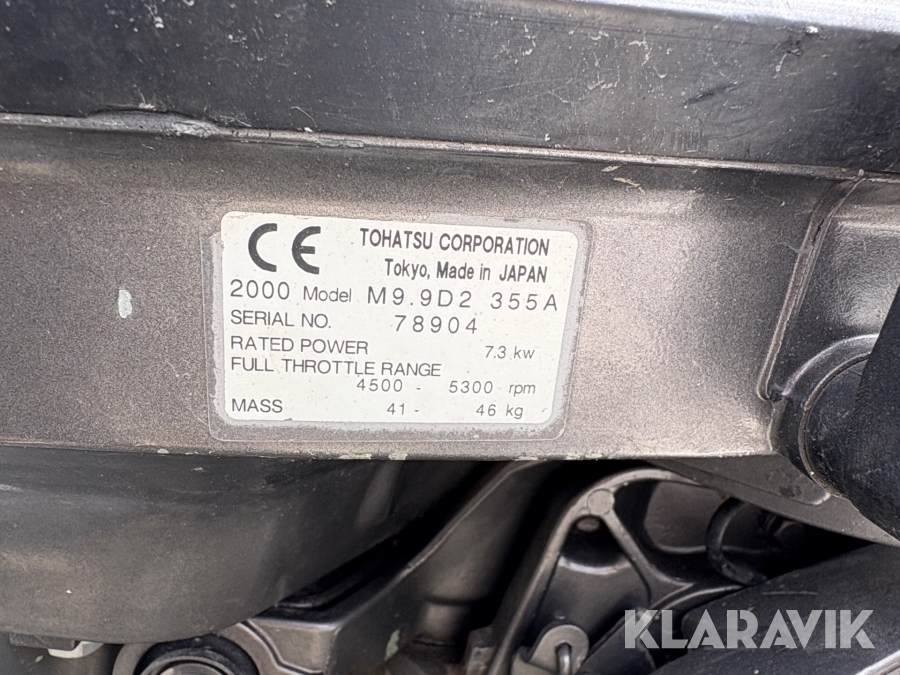 CE TOHATSU CORPORATION
Tokyo, Made in JAPAN
2000 Model M9.9D2 355A
SERIAL NO. 78904
RATED POWER 7.3 kw
FULL THROTTLE RANGE
4500 - 5300 rpm
MASS 41 - 46 kg
KLARAVIK